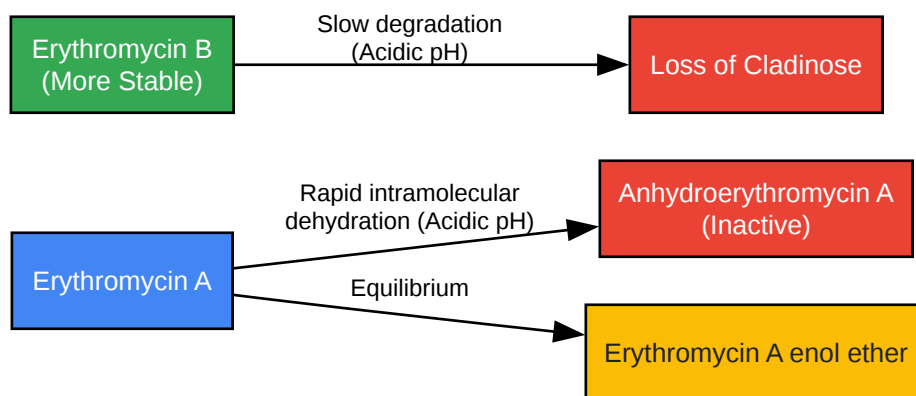 Erythromycin B
(More Stable)
Slow degradation
(Acidic pH)
Loss of Cladinose
Rapid intramolecular
dehydration (Acidic pH)
Anhydroerythromycin A
(Inactive)
Erythromycin A
Equilibrium
Erythromycin A enol ether